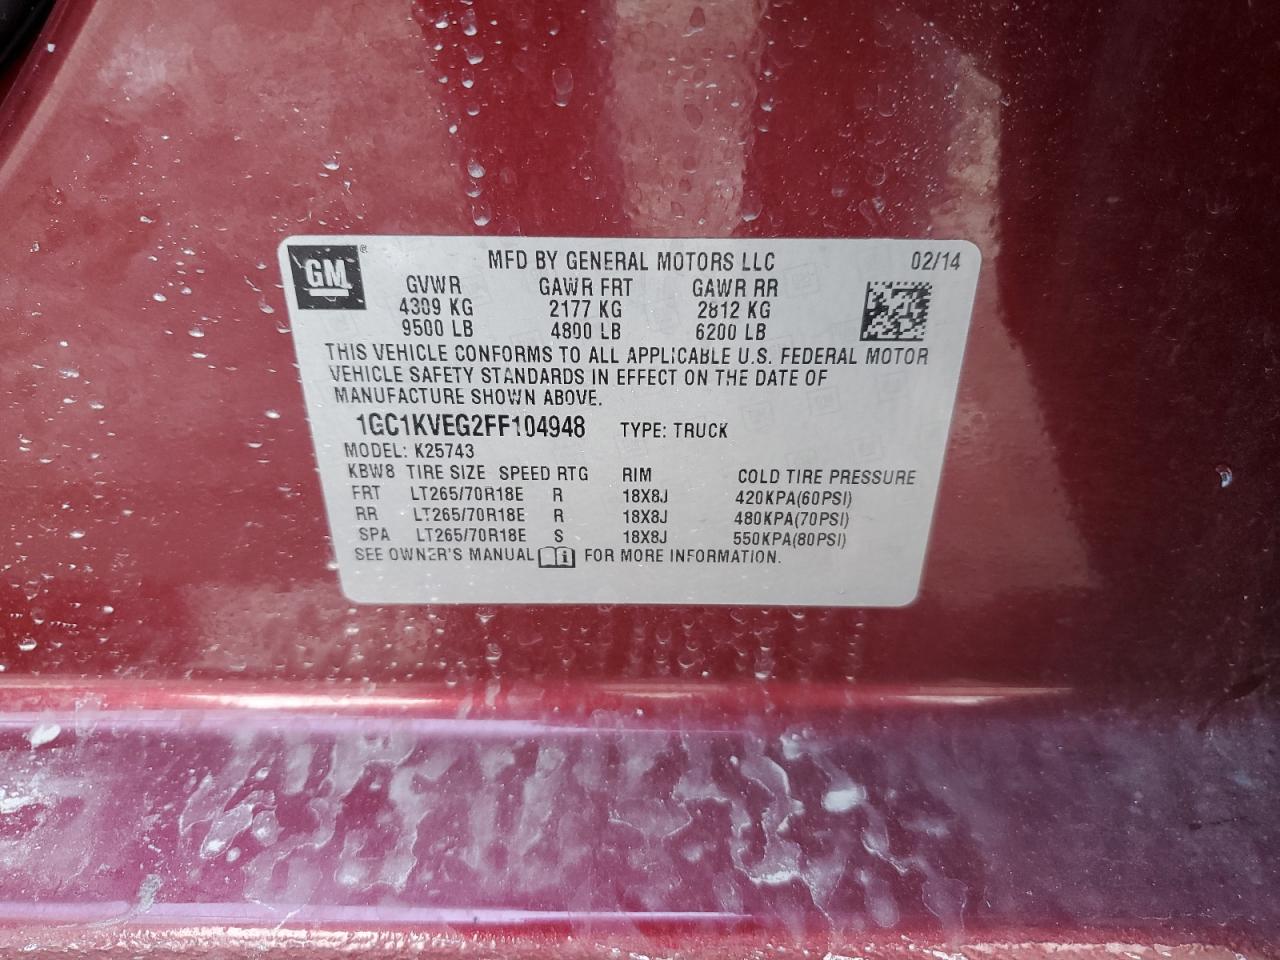 GM ® MFD BY GENERAL MOTORS LLC 02/14
GVWR GAWR FRT GAWR RR
4309 KG 2177 KG 2812 KG
9500 LB 4800 LB 6200 LB
THIS VEHICLE CONFORMS TO ALL APPLICABLE U.S. FEDERAL MOTOR
VEHICLE SAFETY STANDARDS IN EFFECT ON THE DATE OF
MANUFACTURE SHOWN ABOVE.
1GC1KVEG2FF104948 TYPE: TRUCK
MODEL: K25743
KBW8 TIRE SIZE SPEED RTG RIM COLD TIRE PRESSURE
FRT LT265/70R18E R 18X8J 420KPA(60PSI)
RR LT265/70R18E R 18X8J 480KPA(70PSI)
SPA LT265/70R18E S 18X8J 550KPA(80PSI)
SEE OWNER'S MANUAL i FOR MORE INFORMATION.